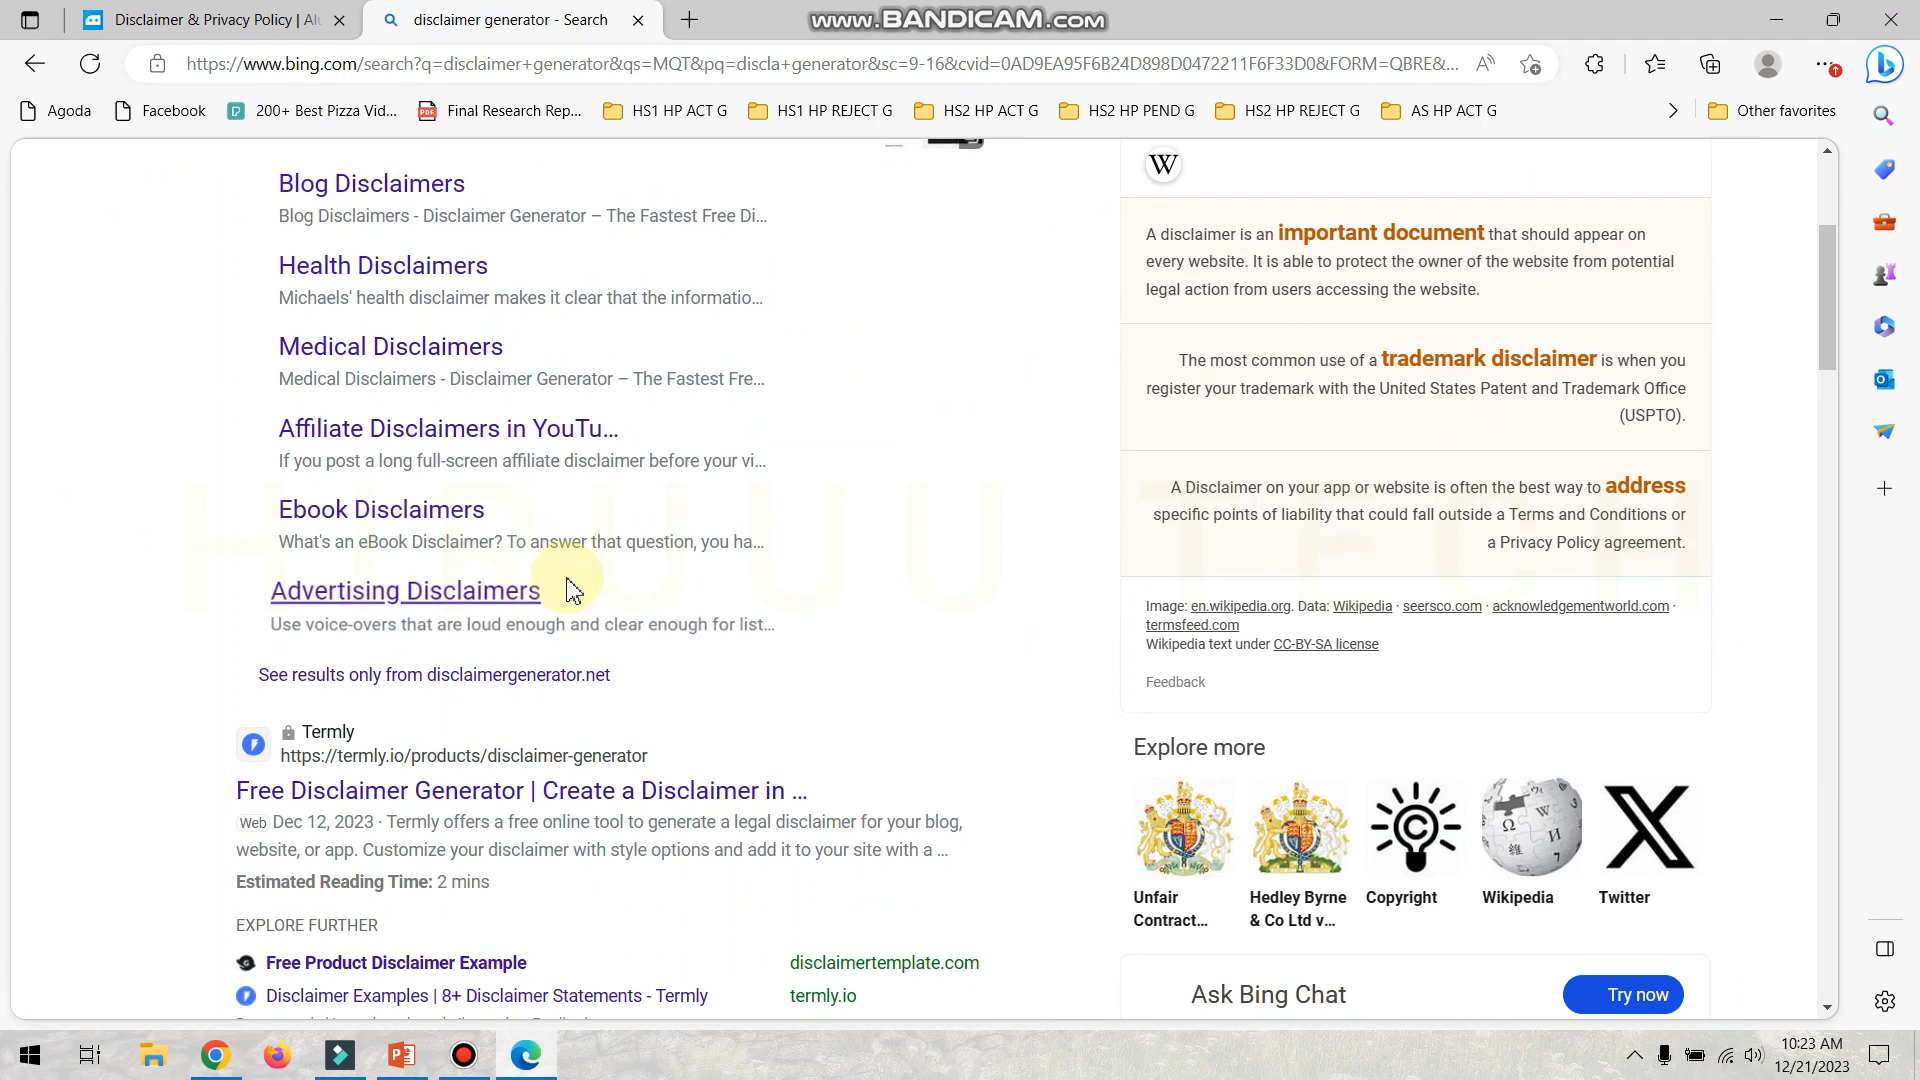 Disclaimer & Privacy Policy | Al
disclaimer generator - Search
www.BANDICAM.com
https://www.bing.com/search?q=disclaimer+generator&qs=MQT&pq=discla+generator&sc=9-16&cvid=0AD9EA95F6B24D898D0472211F6F33D0&FORM=QBRE&...
Agoda
Facebook
200+ Best Pizza Vid...
Final Research Rep...
HS1 HP ACT G
HS1 HP REJECT G
HS2 HP ACT G
HS2 HP PEND G
HS2 HP REJECT G
AS HP ACT G
Other favorites
Blog Disclaimers
Blog Disclaimers - Disclaimer Generator – The Fastest Free Di...
Health Disclaimers
Michaels' health disclaimer makes it clear that the informatio...
Medical Disclaimers
Medical Disclaimers - Disclaimer Generator – The Fastest Fre...
Affiliate Disclaimers in YouTu...
If you post a long full-screen affiliate disclaimer before your vi...
Ebook Disclaimers
What's an eBook Disclaimer? To answer that question, you ha...
Advertising Disclaimers
Use voice-overs that are loud enough and clear enough for list...
See results only from disclaimergenerator.net
HIRUUU TECH
Termly
https://termly.io/products/disclaimer-generator
Free Disclaimer Generator | Create a Disclaimer in ...
Web Dec 12, 2023 · Termly offers a free online tool to generate a legal disclaimer for your blog,
website, or app. Customize your disclaimer with style options and add it to your site with a ...
Estimated Reading Time: 2 mins
EXPLORE FURTHER
Free Product Disclaimer Example
disclaimertemplate.com
Disclaimer Examples | 8+ Disclaimer Statements - Termly
termly.io
W
A disclaimer is an important document that should appear on
every website. It is able to protect the owner of the website from potential
legal action from users accessing the website.
The most common use of a trademark disclaimer is when you
register your trademark with the United States Patent and Trademark Office
(USPTO).
A Disclaimer on your app or website is often the best way to address
specific points of liability that could fall outside a Terms and Conditions or
a Privacy Policy agreement.
Image: en.wikipedia.org. Data: Wikipedia · seersco.com · acknowledgementworld.com ·
termsfeed.com
Wikipedia text under CC-BY-SA license
Feedback
Explore more
Unfair
Contract...
Hedley Byrne
& Co Ltd v...
Copyright
Wikipedia
Twitter
Ask Bing Chat
Try now
10:23 AM
12/21/2023